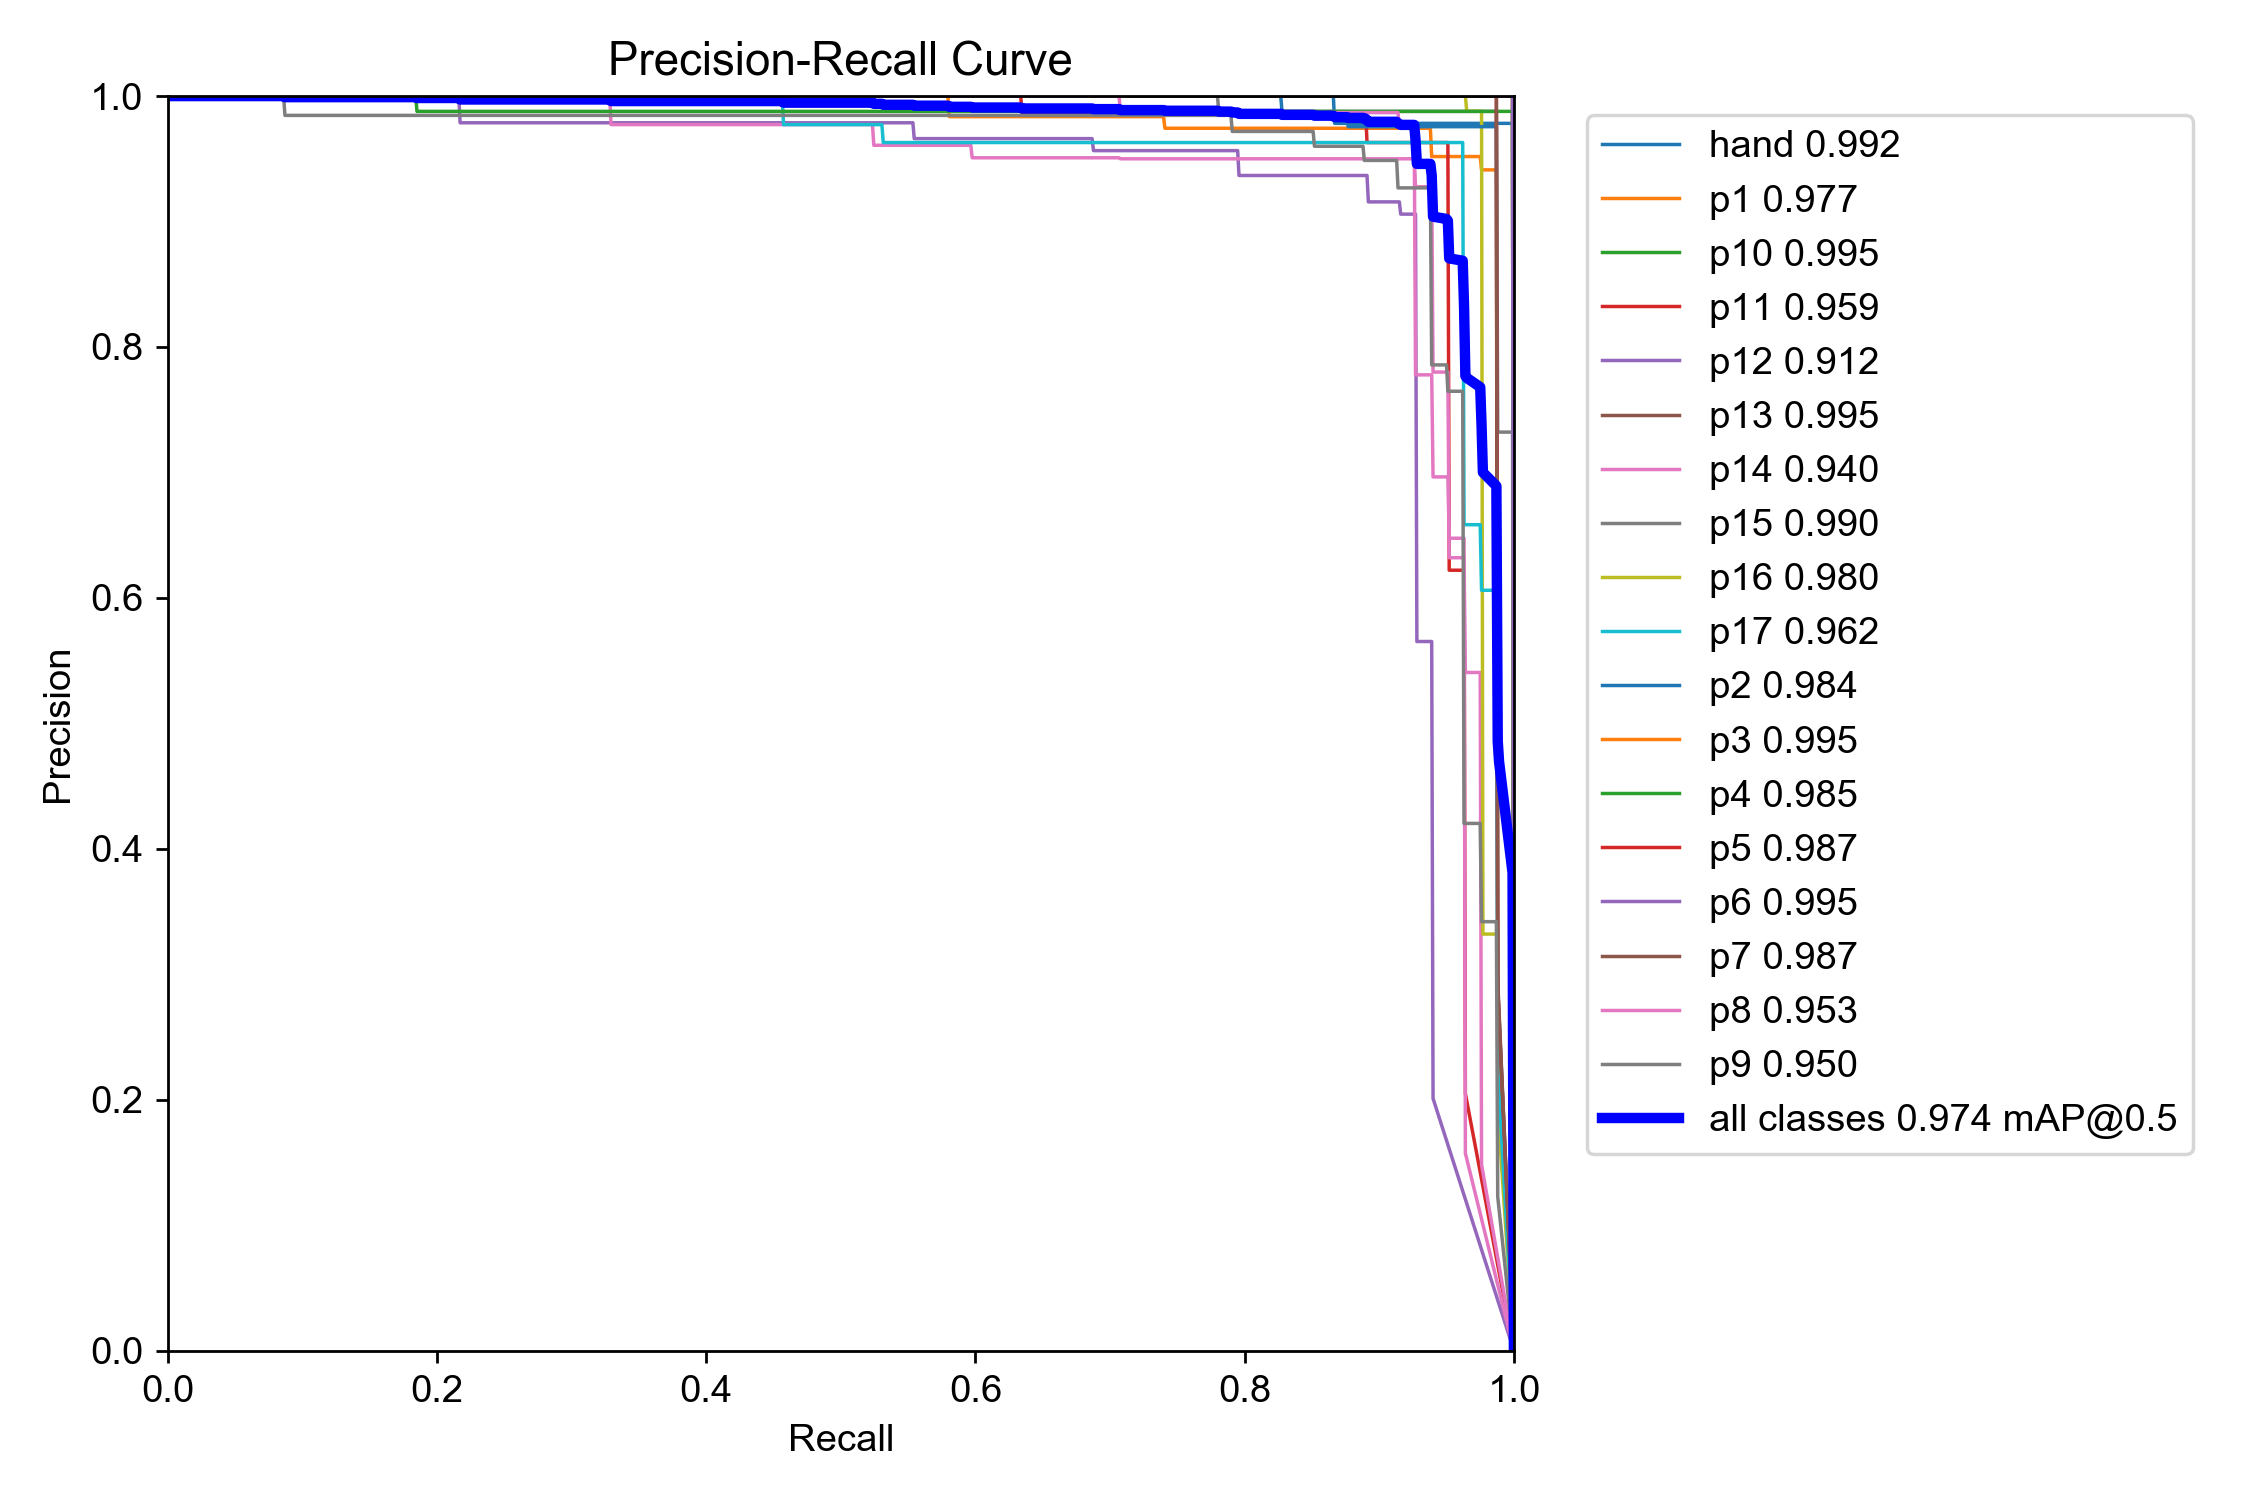 Precision-Recall Curve
1.0
0.8
0.6
0.4
0.2
0.0
Precision
0.0 0.2 0.4 0.6 0.8 1.0
Recall
hand 0.992
p1 0.977
p10 0.995
p11 0.959
p12 0.912
p13 0.995
p14 0.940
p15 0.990
p16 0.980
p17 0.962
p2 0.984
p3 0.995
p4 0.985
p5 0.987
p6 0.995
p7 0.987
p8 0.953
p9 0.950
all classes 0.974 mAP@0.5